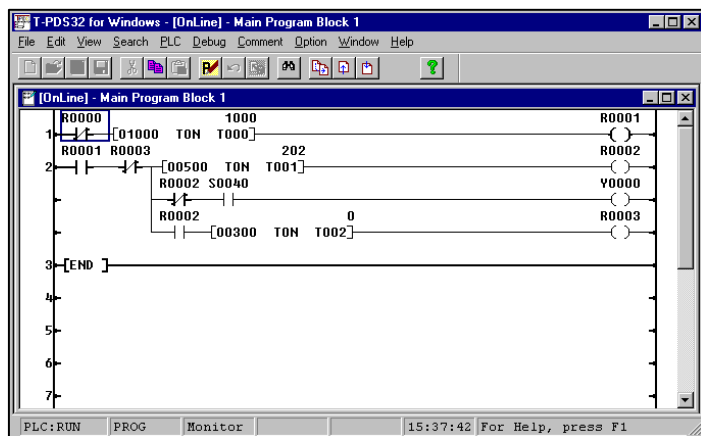 T-PDS32 for Windows - [OnLine] - Main Program Block 1
File Edit View Search PLC Debug Comment Option Window Help
[OnLine] - Main Program Block 1
R0000 1000 R0001
1 [01000 TON T000]
R0001 R0003 202 R0002
2 [00500 TON T001]
R0002 S0040 Y0000
R0002 0 R0003
[00300 TON T002]
3 [END ]
4
5
6
7
PLC:RUN PROG Monitor 15:37:42 For Help, press F1